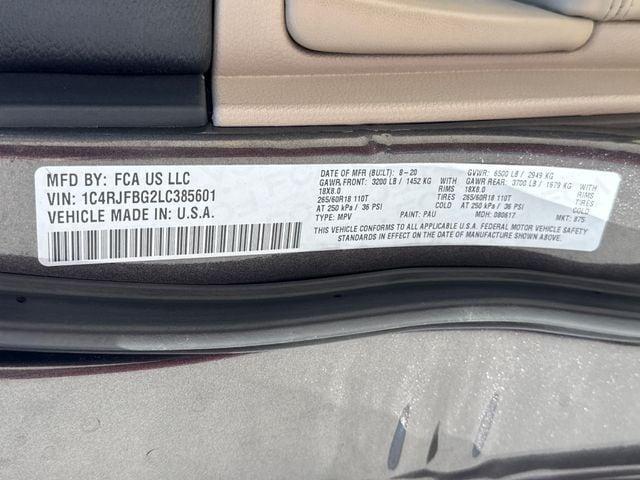 MFD BY: FCA US LLC
VIN: 1C4RJFBG2LC385601
VEHICLE MADE IN: U.S.A.
DATE OF MFR (BUILT): 8-20 GVWR: 6500 LB / 2949 KG
GAWR FRONT: 3200 LB / 1452 KG WITH GAWR REAR: 3700 LB / 1679 KG WITH
18X8.0 RIMS 18X8.0 RIMS
265/60R18 110T TIRES 265/60R18 110T TIRES
AT 250 kPa / 36 PSI COLD AT 250 kPa / 36 PSI COLD
TYPE: MPV PAINT: PAU MDH: 080617 MKT: 875
THIS VEHICLE CONFORMS TO ALL APPLICABLE U.S.A. FEDERAL MOTOR VEHICLE SAFETY
STANDARDS IN EFFECT ON THE DATE OF MANUFACTURE SHOWN ABOVE.